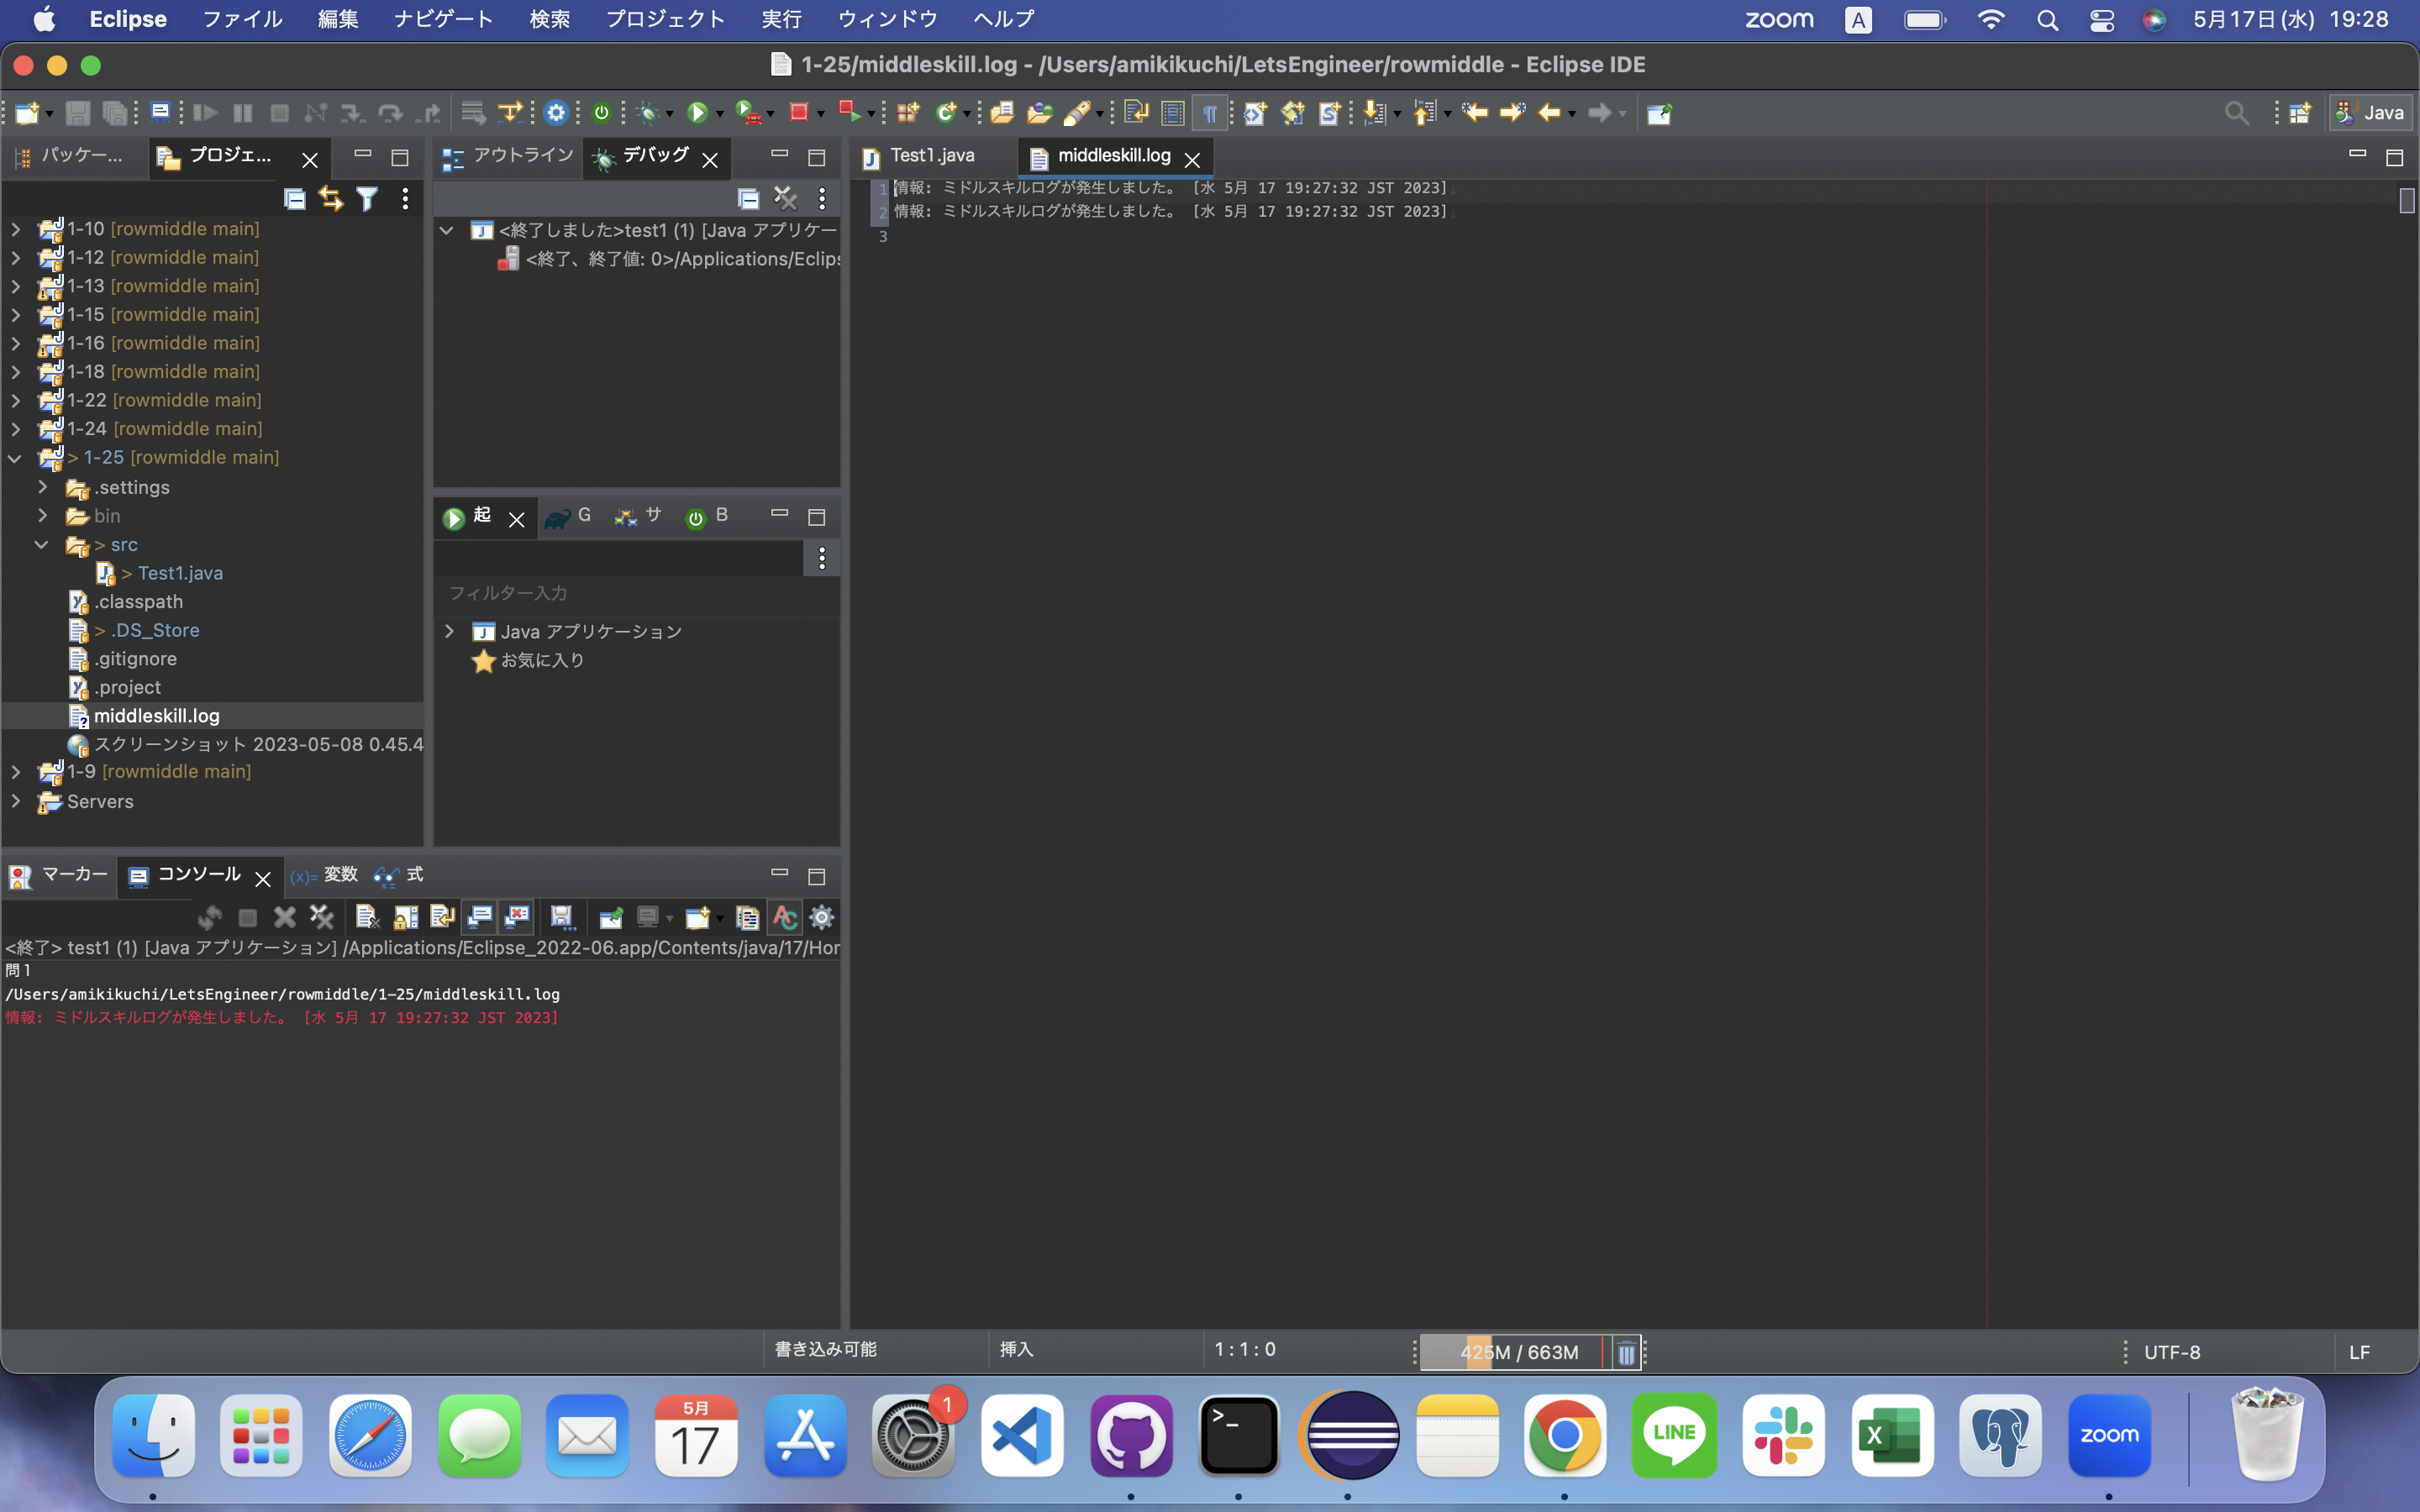 Eclipse ファイル 編集 ナビゲート 検索 プロジェクト 実行 ウィンドウ ヘルプ zoom A 5月17日(水) 19:28
1-25/middleskill.log - /Users/amikikuchi/LetsEngineer/rowmiddle - Eclipse IDE
Java
パッケー... プロジェ...
1-10 [rowmiddle main]
1-12 [rowmiddle main]
1-13 [rowmiddle main]
1-15 [rowmiddle main]
1-16 [rowmiddle main]
1-18 [rowmiddle main]
1-22 [rowmiddle main]
1-24 [rowmiddle main]
> 1-25 [rowmiddle main]
.settings
bin
> src
> Test1.java
.classpath
> .DS_Store
.gitignore
.project
middleskill.log
スクリーンショット 2023-05-08 0.45.4
1-9 [rowmiddle main]
Servers
アウトライン デバッグ
<終了しました>test1 (1) [Java アプリケー
<終了、終了値: 0>/Applications/Eclips
起 G サ B
フィルター入力
Java アプリケーション
お気に入り
Test1.java middleskill.log
1 情報: ミドルスキルログが発生しました。 [水 5月 17 19:27:32 JST 2023]
2 情報: ミドルスキルログが発生しました。 [水 5月 17 19:27:32 JST 2023]
3
マーカー コンソール (x)= 変数 式
<終了> test1 (1) [Java アプリケーション] /Applications/Eclipse_2022-06.app/Contents/java/17/Hor
問1
/Users/amikikuchi/LetsEngineer/rowmiddle/1-25/middleskill.log
情報: ミドルスキルログが発生しました。 [水 5月 17 19:27:32 JST 2023]
書き込み可能 挿入 1 : 1 : 0 425M / 663M UTF-8 LF
5月
17
1
LINE
X
zoom